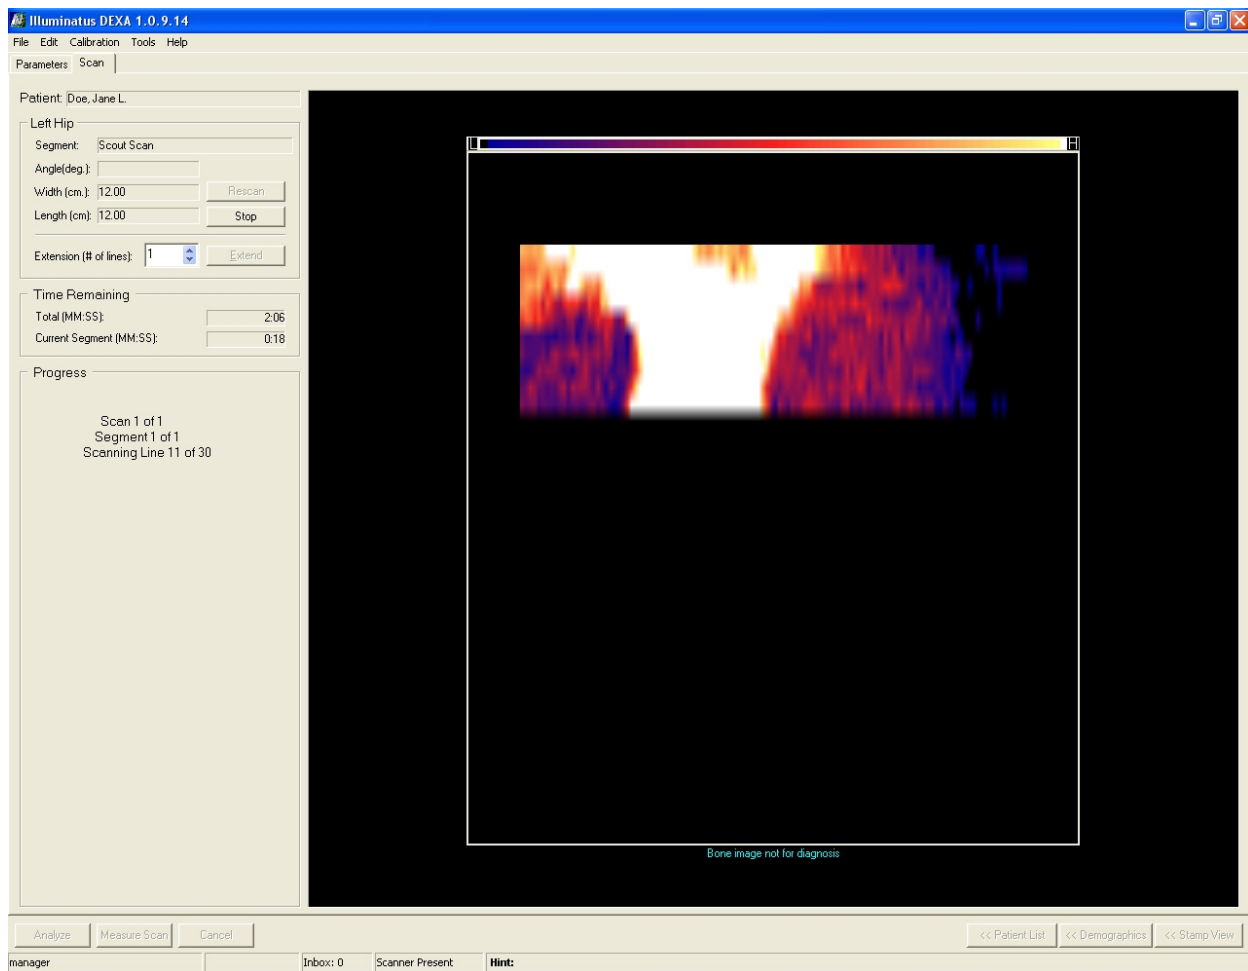 Illuminatus DEXA 1.0.9.14
File Edit Calibration Tools Help
Parameters Scan
Patient: Doe, Jane L.
Left Hip
Segment: Scout Scan
Angle(deg.):
Width (cm.): 12.00 Rescan
Length (cm): 12.00 Stop
Extension (# of lines): 1 Extend
Time Remaining
Total (MM:SS): 2:06
Current Segment (MM:SS): 0:18
Progress
Scan 1 of 1
Segment 1 of 1
Scanning Line 11 of 30
L H
Bone image not for diagnosis
Analyze Measure Scan Cancel << Patient List << Demographics << Stamp View
manager Inbox: 0 Scanner Present Hint: